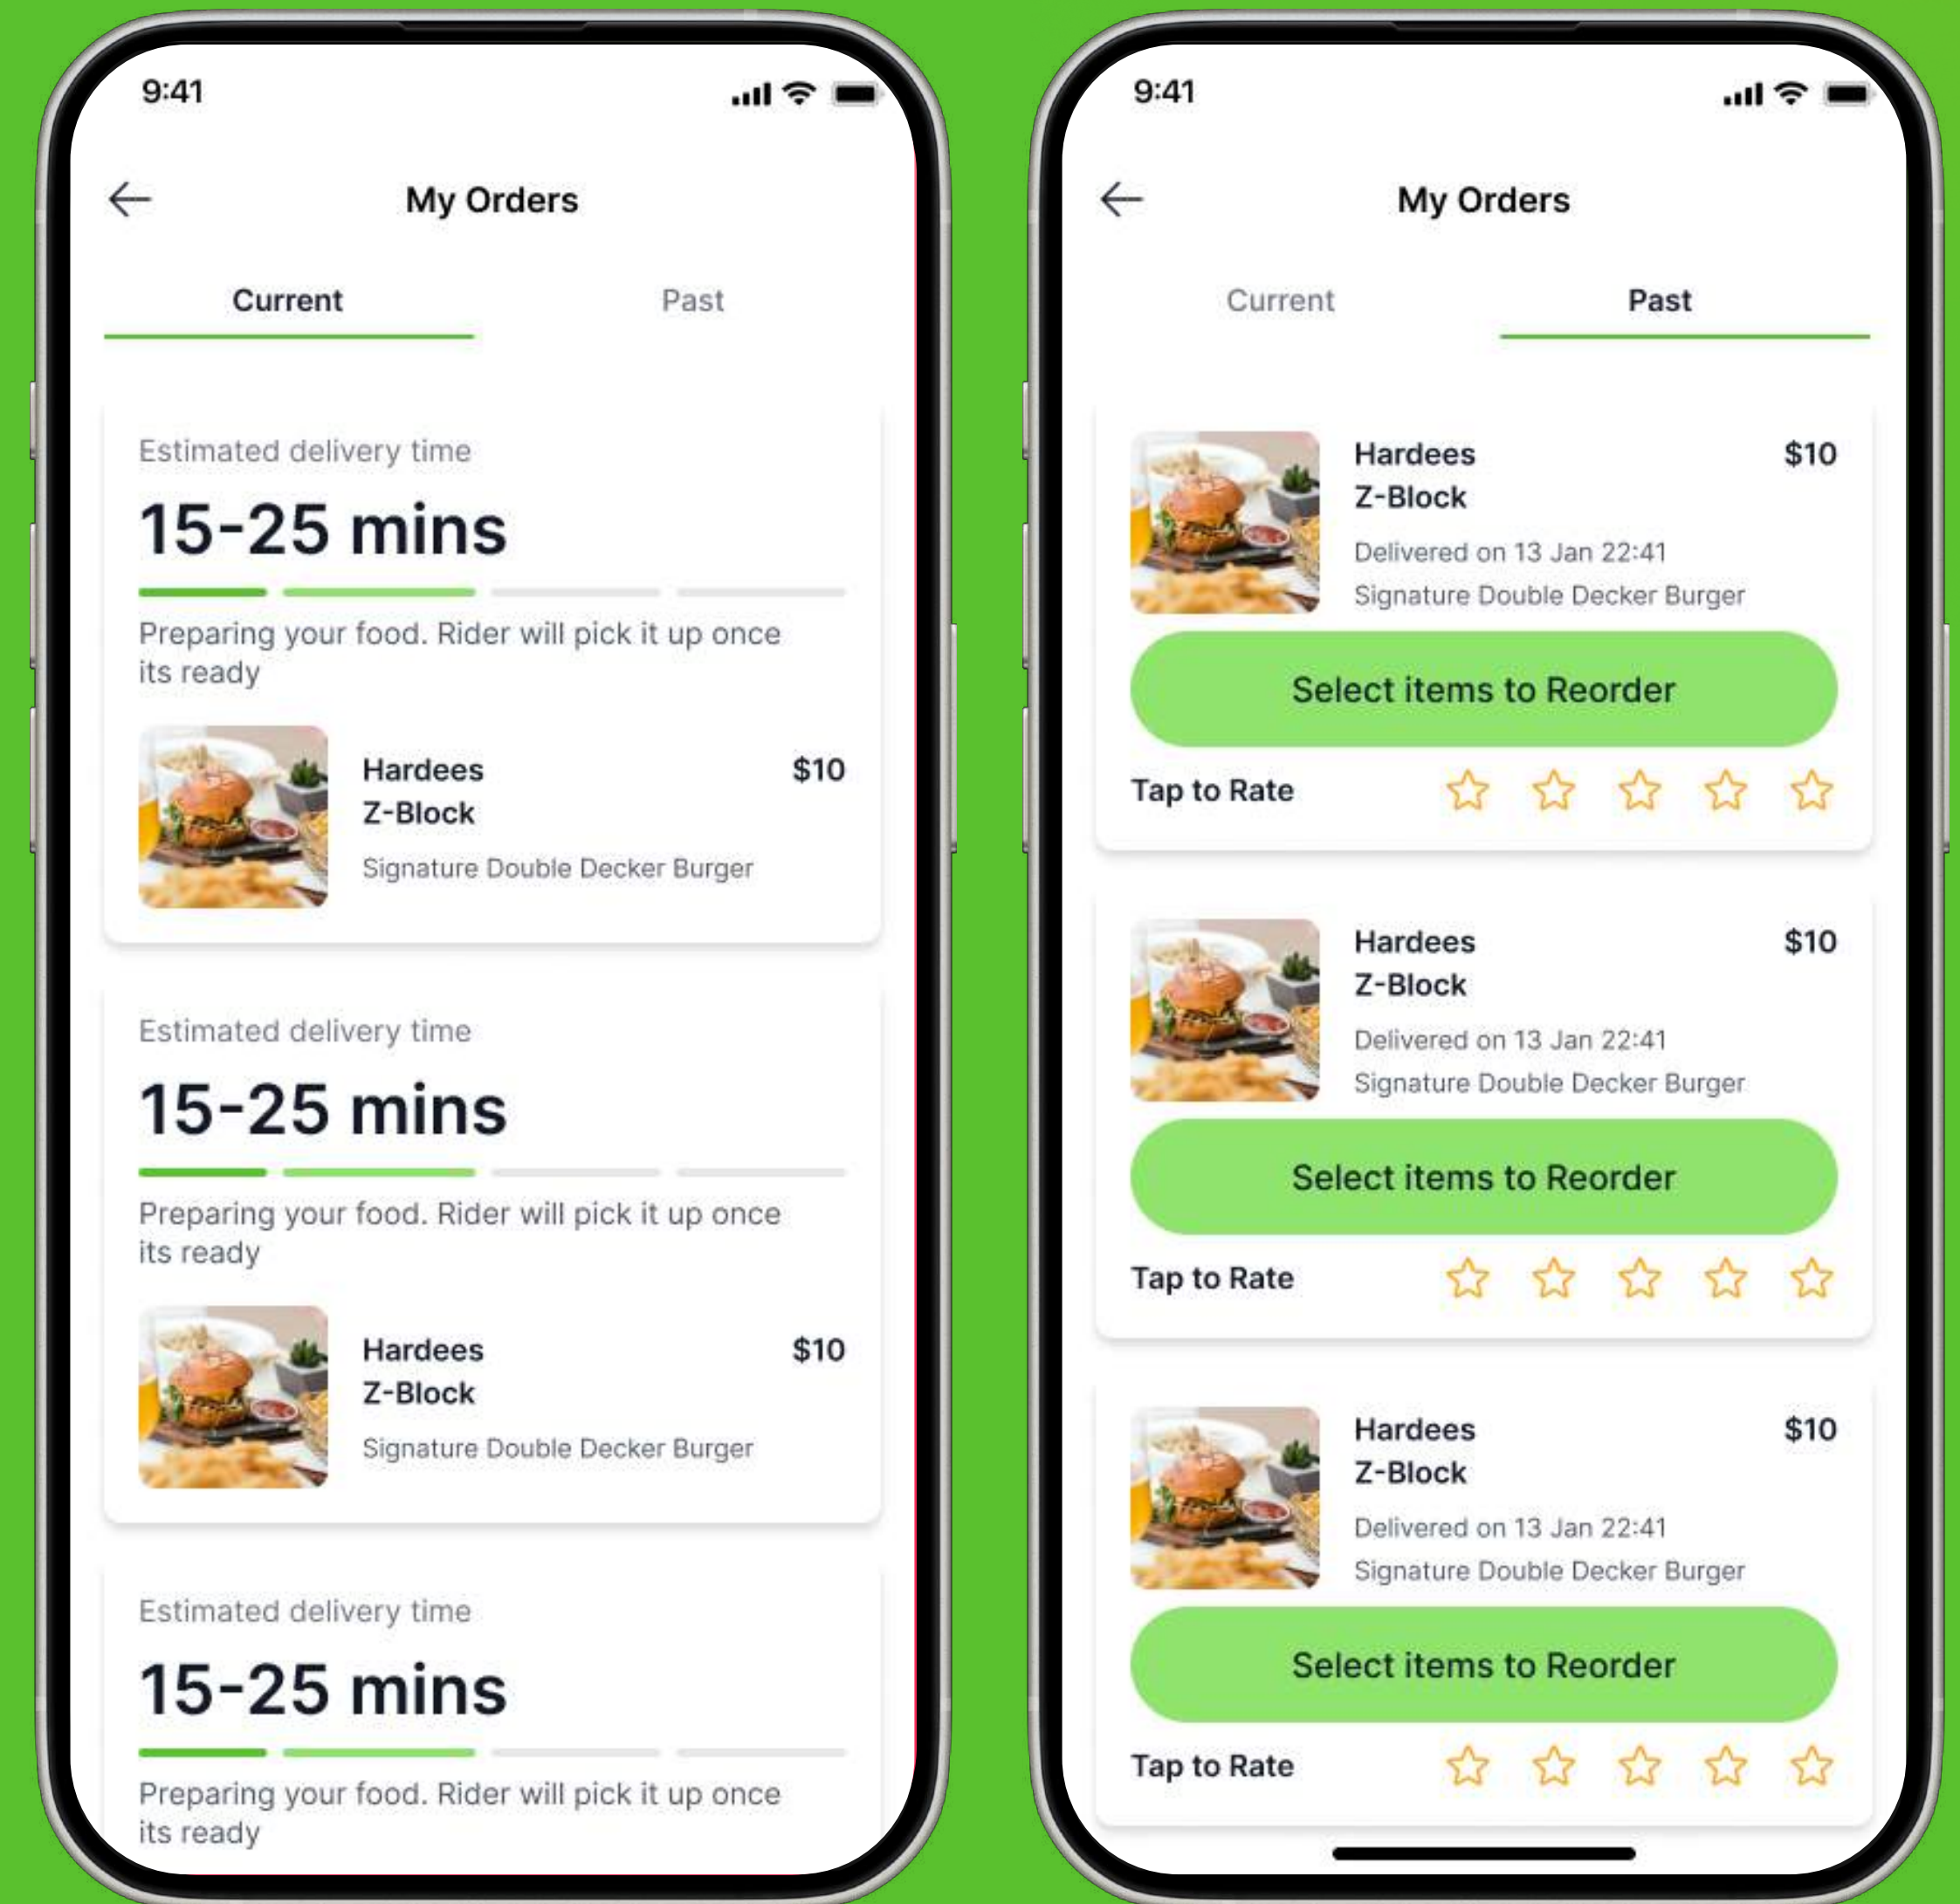 9:41
My Orders
Current Past
Estimated delivery time
15-25 mins
Preparing your food. Rider will pick it up once
its ready
Hardees $10
Z-Block
Signature Double Decker Burger
Estimated delivery time
15-25 mins
Preparing your food. Rider will pick it up once
its ready
Hardees $10
Z-Block
Signature Double Decker Burger
Estimated delivery time
15-25 mins
Preparing your food. Rider will pick it up once
its ready
9:41
My Orders
Current Past
Hardees $10
Z-Block
Delivered on 13 Jan 22:41
Signature Double Decker Burger
Select items to Reorder
Tap to Rate
Hardees $10
Z-Block
Delivered on 13 Jan 22:41
Signature Double Decker Burger
Select items to Reorder
Tap to Rate
Hardees $10
Z-Block
Delivered on 13 Jan 22:41
Signature Double Decker Burger
Select items to Reorder
Tap to Rate